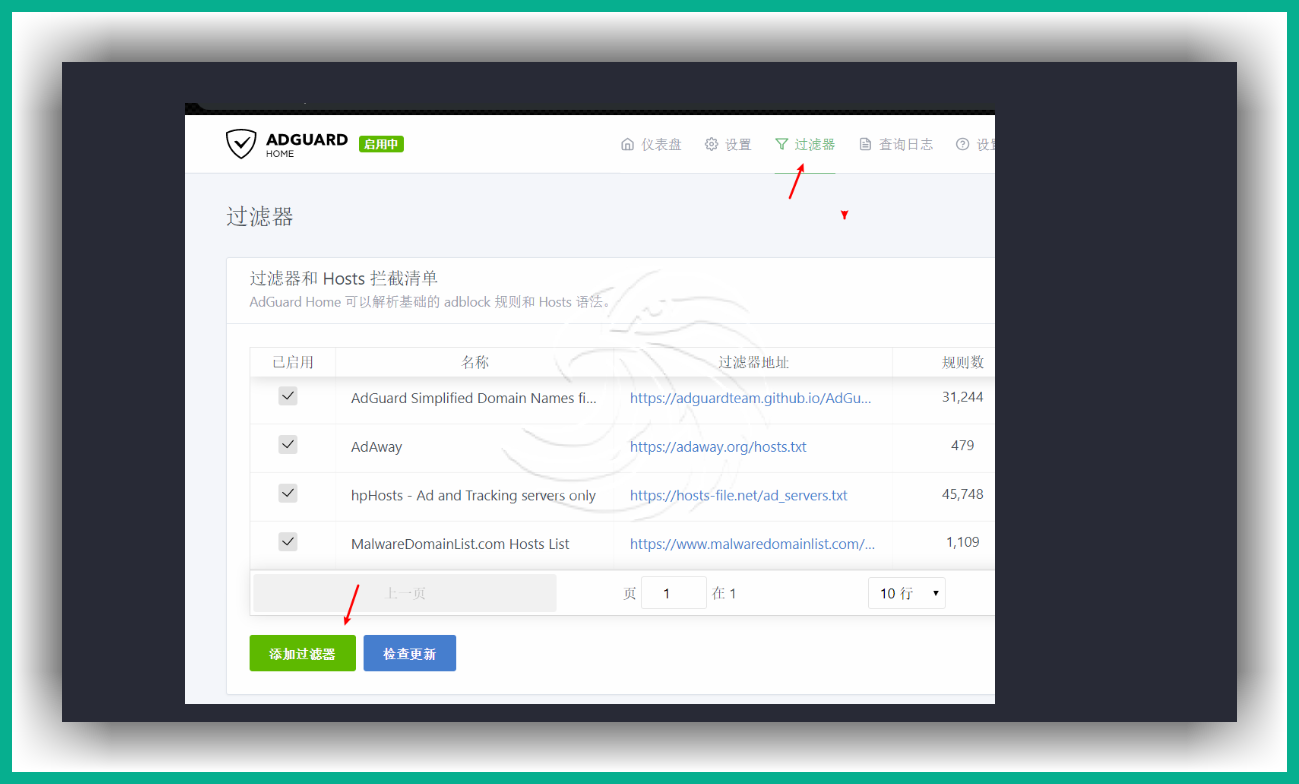 ADGUARD
HOME
启用中
仪表盘
设置
过滤器
查询日志
过滤器
过滤器和 Hosts 拦截清单
AdGuard Home 可以解析基础的 adblock 规则和 Hosts 语法。
已启用 名称 过滤器地址 规则数
AdGuard Simplified Domain Names fi... https://adguardteam.github.io/AdGu... 31,244
AdAway https://adaway.org/hosts.txt 479
hpHosts - Ad and Tracking servers only https://hosts-file.net/ad_servers.txt 45,748
MalwareDomainList.com Hosts List https://www.malwaredomainlist.com/... 1,109
上一页 页 1 在 1 10 行
添加过滤器 检查更新